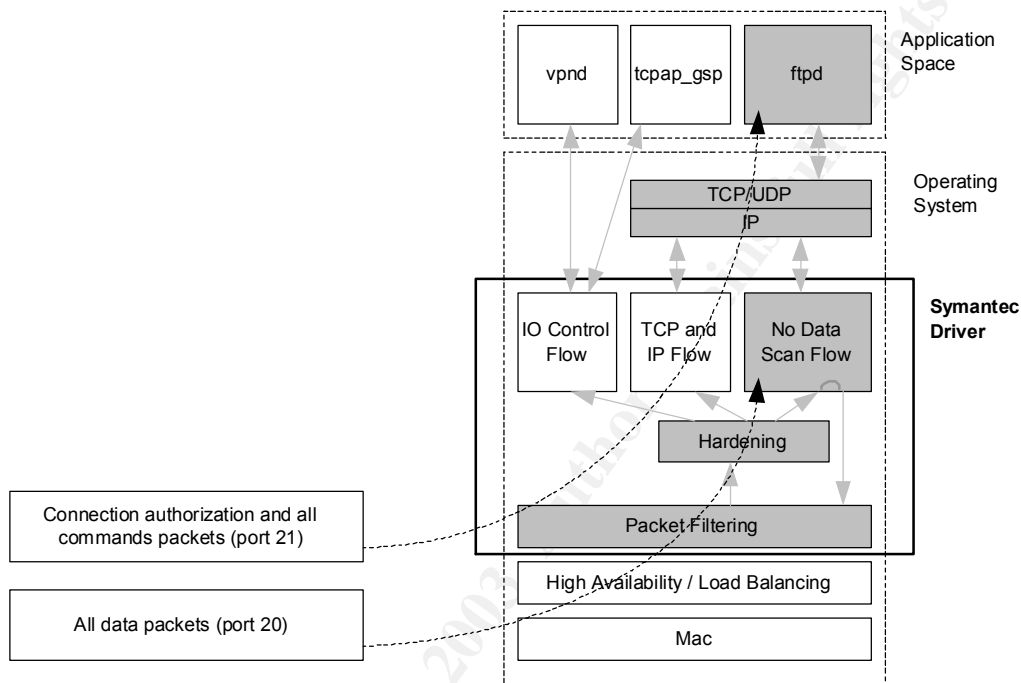 Application
Space
vpnd
tcpap_gsp
ftpd
Operating
System
TCP/UDP
IP
Symantec
Driver
IO Control
Flow
TCP and
IP Flow
No Data
Scan Flow
Hardening
Connection authorization and all
commands packets (port 21)
Packet Filtering
High Availability / Load Balancing
All data packets (port 20)
Mac
2003
Author